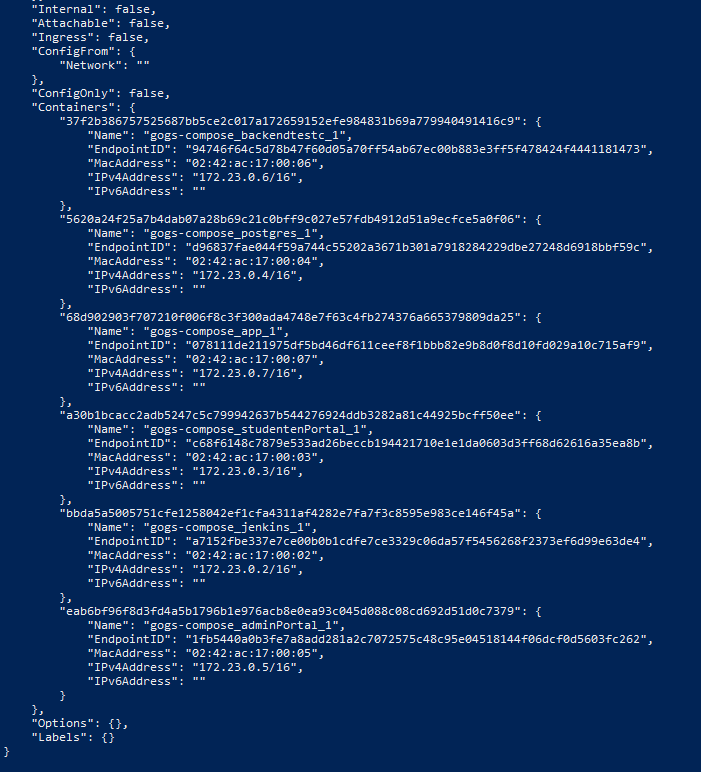 "Internal": false,
"Attachable": false,
"Ingress": false,
"ConfigFrom": {
"Network": ""
},
"ConfigOnly": false,
"Containers": {
"37f2b386757525687bb5ce2c017a172659152efe984831b69a779940491416c9": {
"Name": "gogs-compose_backendtestc_1",
"EndpointID": "94746f64c5d78b47f60d05a70ff54ab67ec00b883e3ff5f478424f4441181473",
"MacAddress": "02:42:ac:17:00:06",
"IPv4Address": "172.23.0.6/16",
"IPv6Address": ""
},
"5620a24f25a7b4dab07a28b69c21c0bff9c027e57fdb4912d51a9ecfce5a0f06": {
"Name": "gogs-compose_postgres_1",
"EndpointID": "d96837fae044f59a744c55202a3671b301a7918284229dbe27248d6918bbf59c",
"MacAddress": "02:42:ac:17:00:04",
"IPv4Address": "172.23.0.4/16",
"IPv6Address": ""
},
"68d902903f707210f006f8c3f300ada4748e7f63c4fb274376a665379809da25": {
"Name": "gogs-compose_app_1",
"EndpointID": "078111de211975df5bd46df611ceef8f1bbb82e9b8d0f8d10fd029a10c715af9",
"MacAddress": "02:42:ac:17:00:07",
"IPv4Address": "172.23.0.7/16",
"IPv6Address": ""
},
"a30b1bcacc2adb5247c5c799942637b544276924ddb3282a81c44925bcff50ee": {
"Name": "gogs-compose_studentenPortal_1",
"EndpointID": "c68f6148c7879e533ad26beccb194421710e1e1da0603d3ff68d62616a35ea8b",
"MacAddress": "02:42:ac:17:00:03",
"IPv4Address": "172.23.0.3/16",
"IPv6Address": ""
},
"bbda5a5005751cfe1258042ef1cfa4311af4282e7fa7f3c8595e983ce146f45a": {
"Name": "gogs-compose_jenkins_1",
"EndpointID": "a7152fbe337e7ce00b0b1cdfe7ce3329c06da57f5456268f2373ef6d99e63de4",
"MacAddress": "02:42:ac:17:00:02",
"IPv4Address": "172.23.0.2/16",
"IPv6Address": ""
},
"eab6bf96f8d3fd4a5b1796b1e976acb8e0ea93c045d088c08cd692d51d0c7379": {
"Name": "gogs-compose_adminPortal_1",
"EndpointID": "1fb5440a0b3fe7a8add281a2c7072575c48c95e04518144f06dcf0d5603fc262",
"MacAddress": "02:42:ac:17:00:05",
"IPv4Address": "172.23.0.5/16",
"IPv6Address": ""
}
},
"Options": {},
"Labels": {}
}